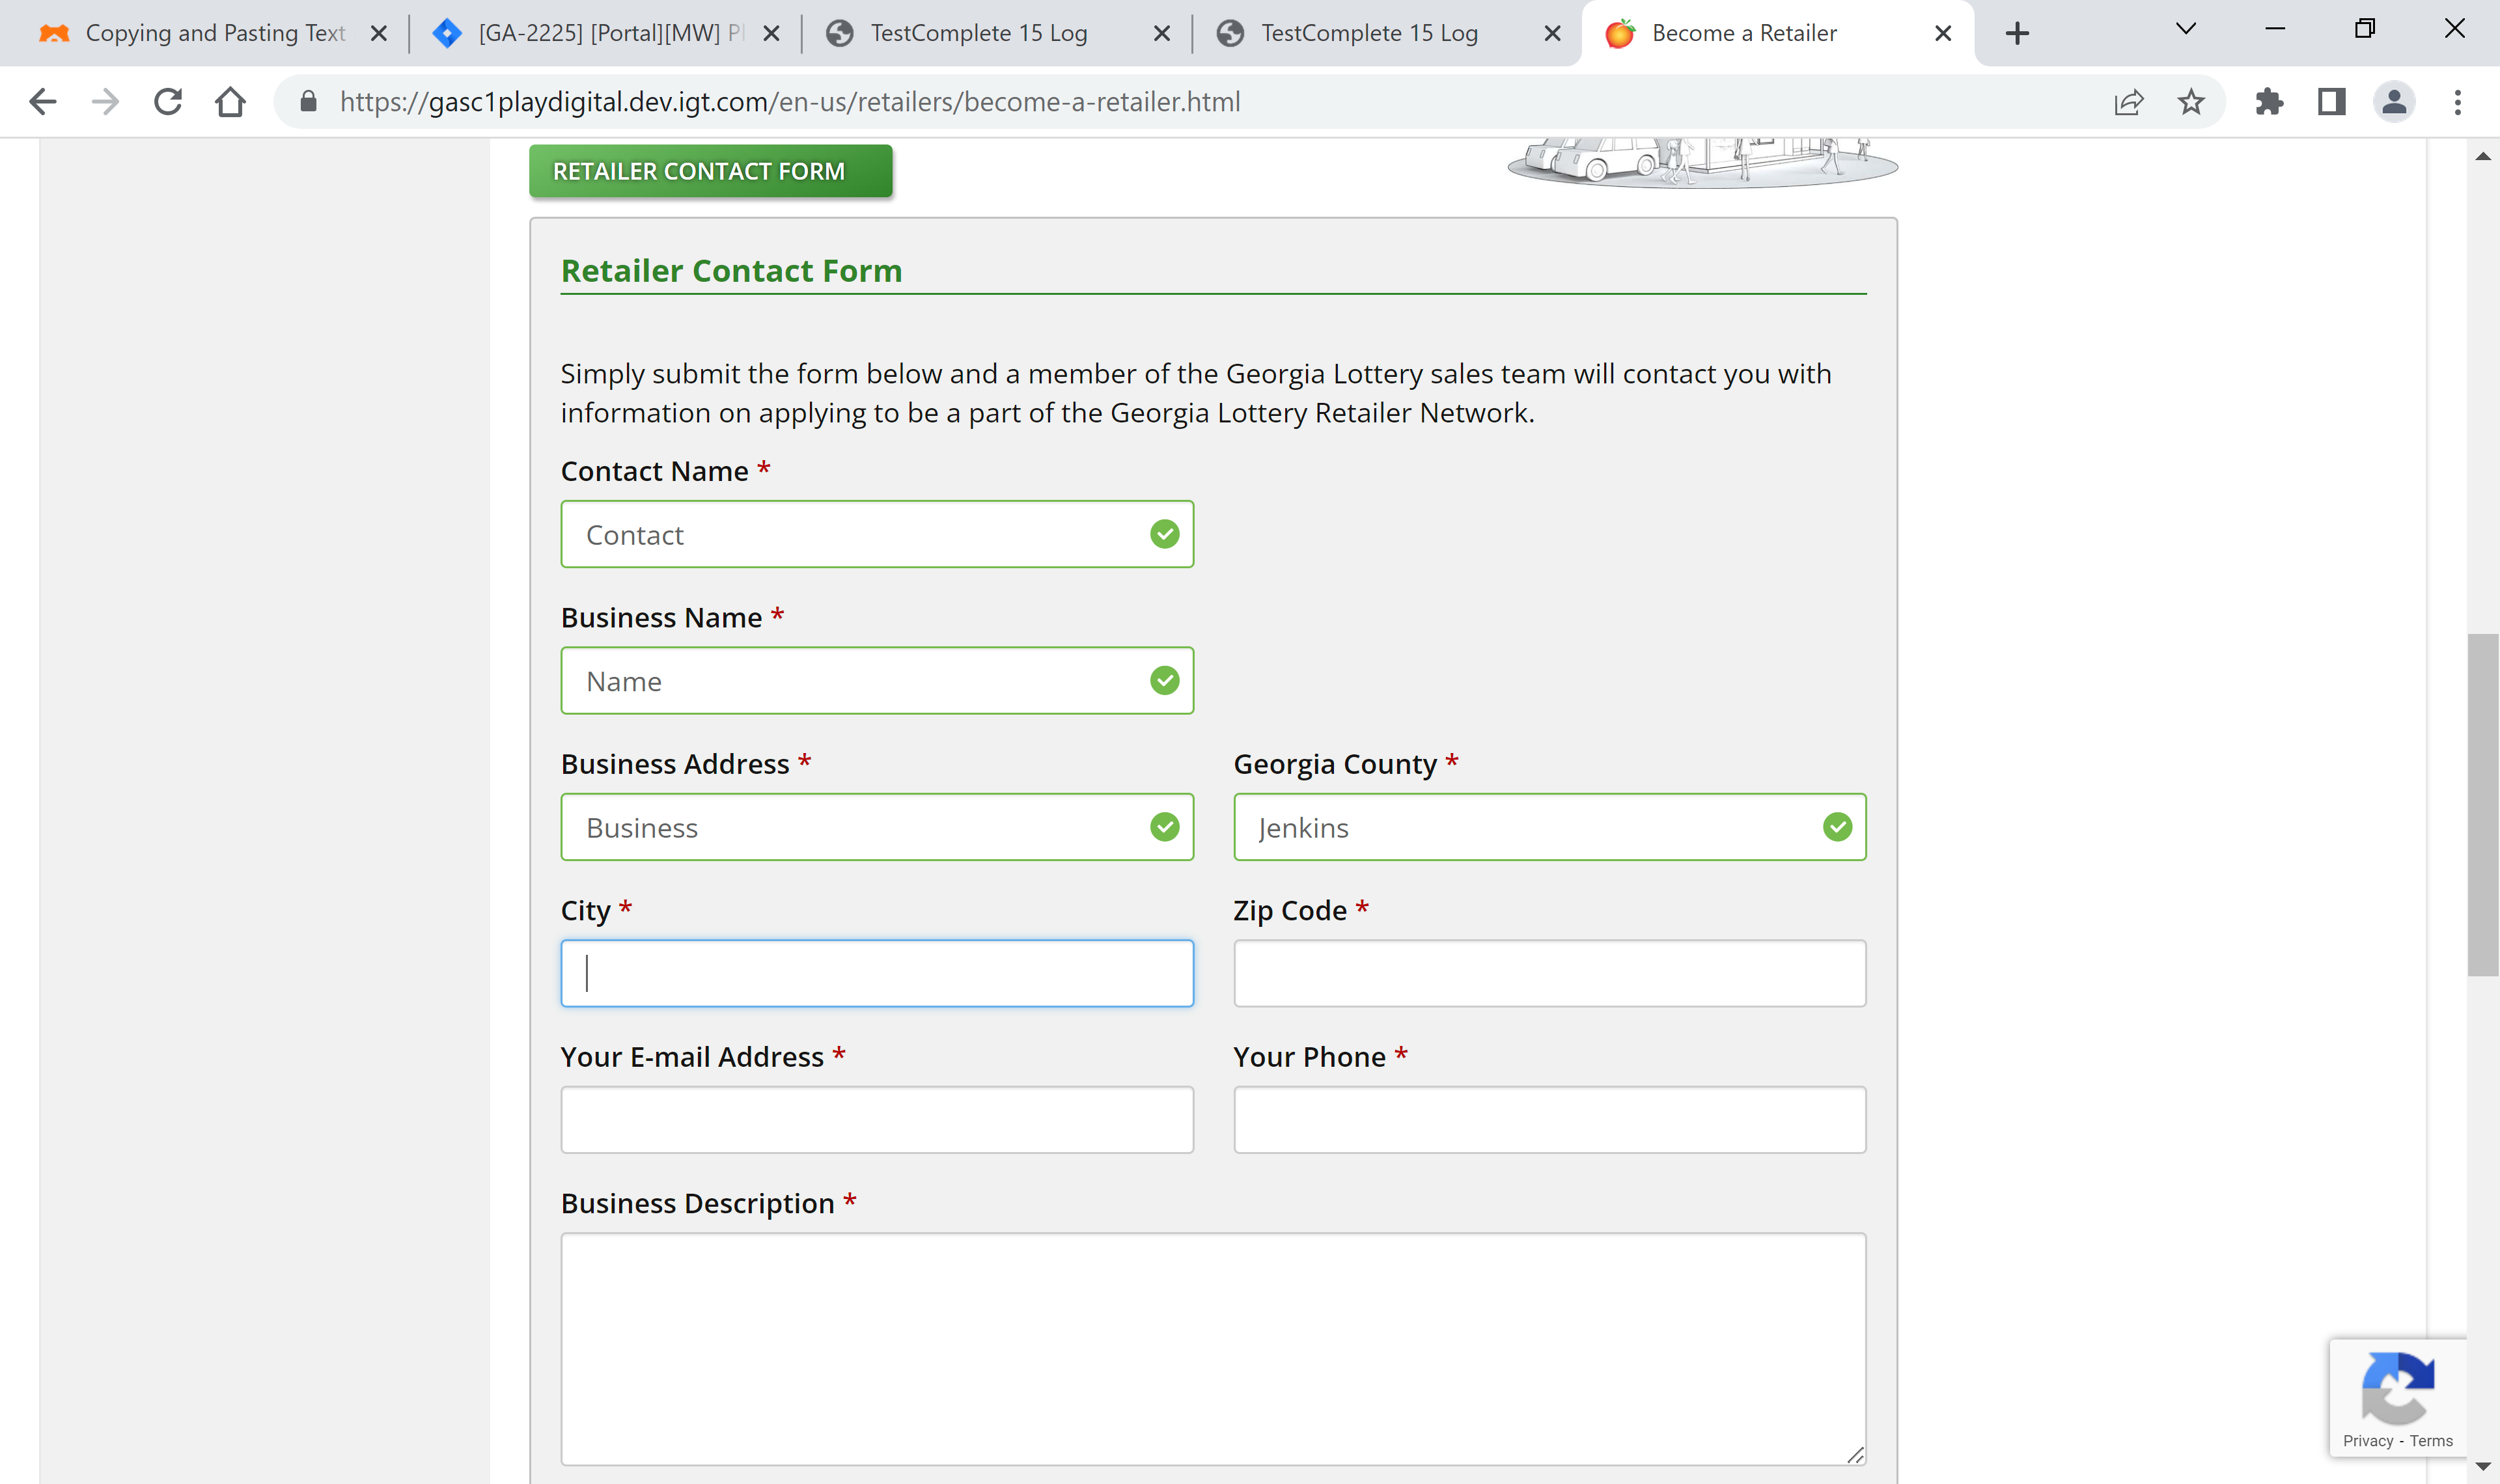 Copying and Pasting Text
[GA-2225] [Portal][MW] Pl
TestComplete 15 Log
TestComplete 15 Log
Become a Retailer
https://gasc1playdigital.dev.igt.com/en-us/retailers/become-a-retailer.html
RETAILER CONTACT FORM
Retailer Contact Form
Simply submit the form below and a member of the Georgia Lottery sales team will contact you with
information on applying to be a part of the Georgia Lottery Retailer Network.
Contact Name *
Contact
Business Name *
Name
Business Address *
Georgia County *
Business
Jenkins
City *
Zip Code *
Your E-mail Address *
Your Phone *
Business Description *
Privacy - Terms